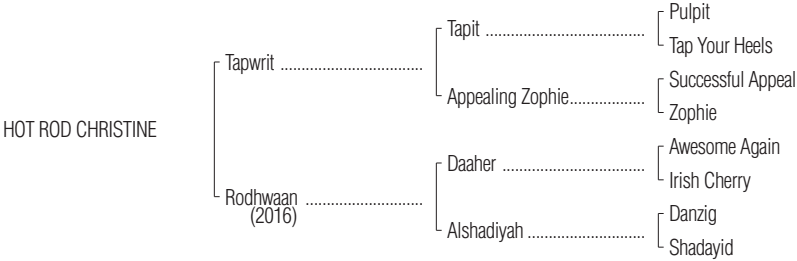 Pulpit
Tapit ..........................................
Tap Your Heels
Tapwrit .....................................
Successful Appeal
Appealing Zophie...................
Zophie
HOT ROD CHRISTINE
Awesome Again
Daaher .....................................
Irish Cherry
Rodhwaan ..............................
(2016)
Danzig
Alshadiyah ..............................
Shadayid